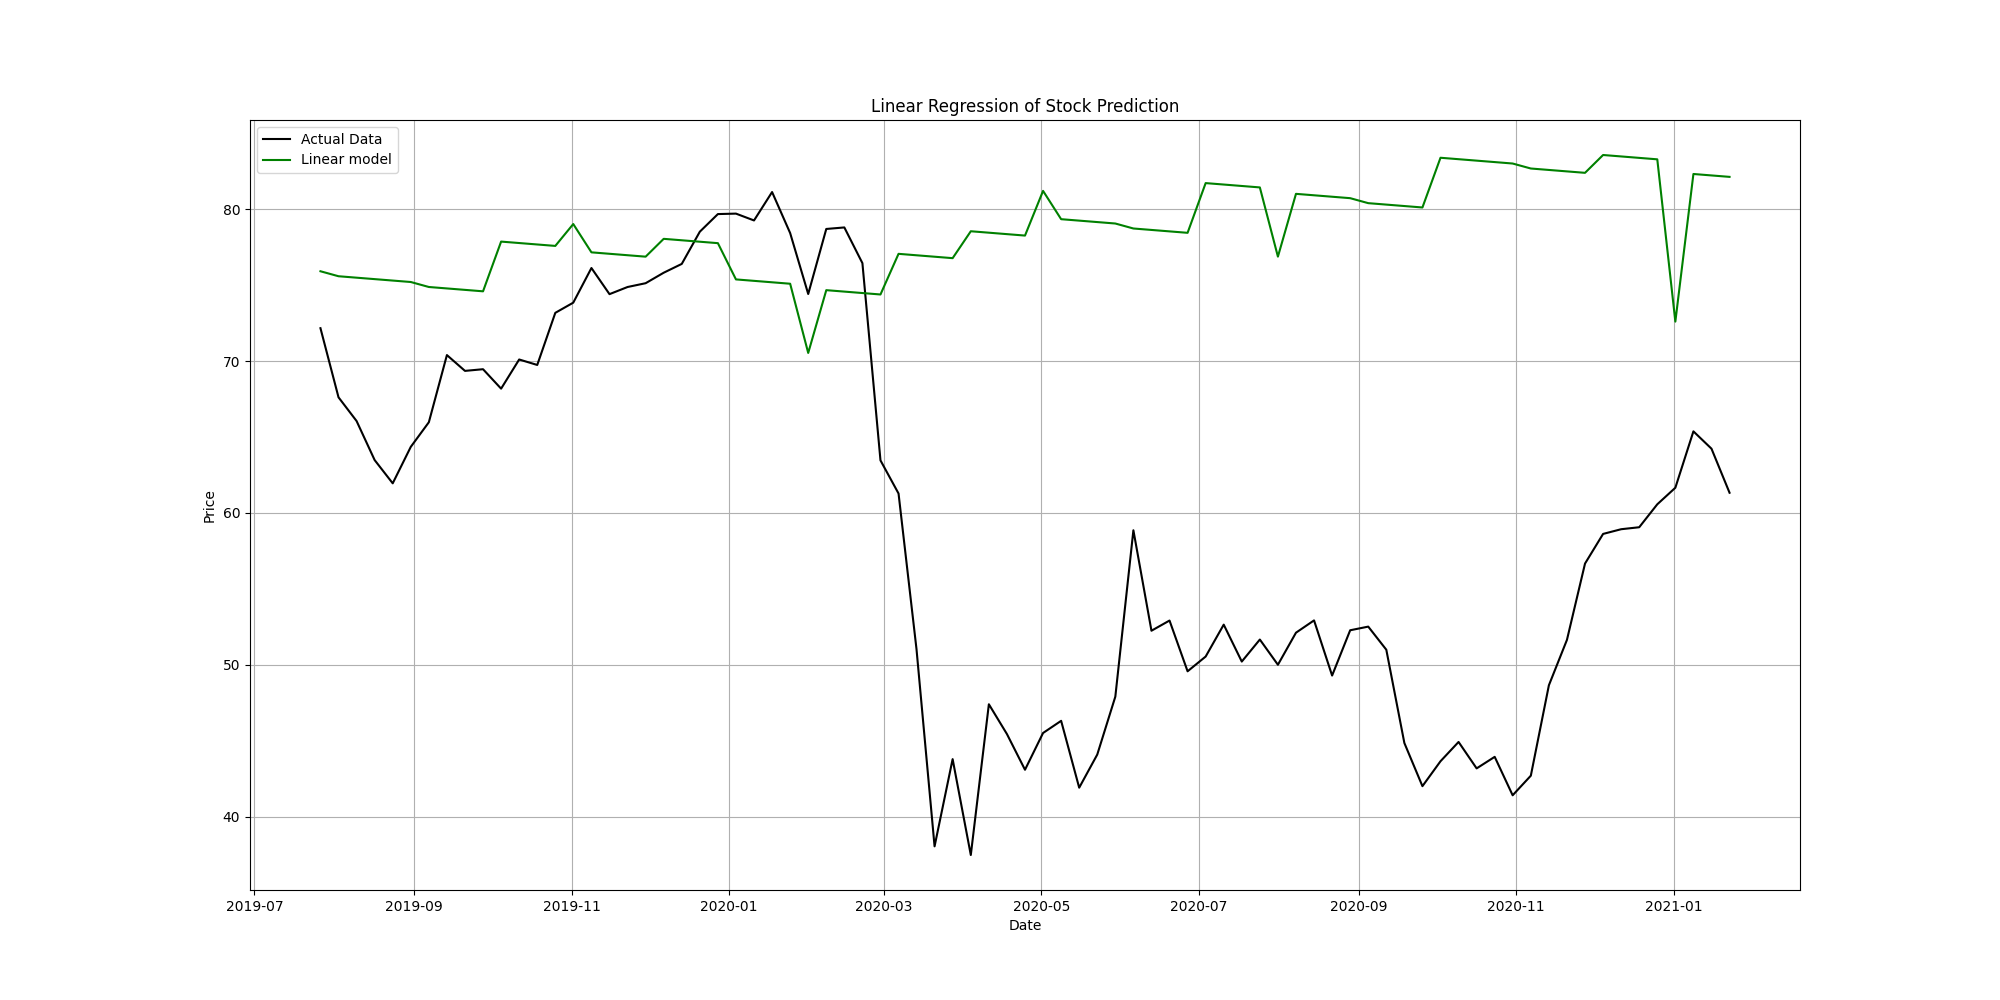 Linear Regression of Stock Prediction
Actual Data
Linear model
80
70
60
50
40
Price
2019-07 2019-09 2019-11 2020-01 2020-03 2020-05 2020-07 2020-09 2020-11 2021-01
Date